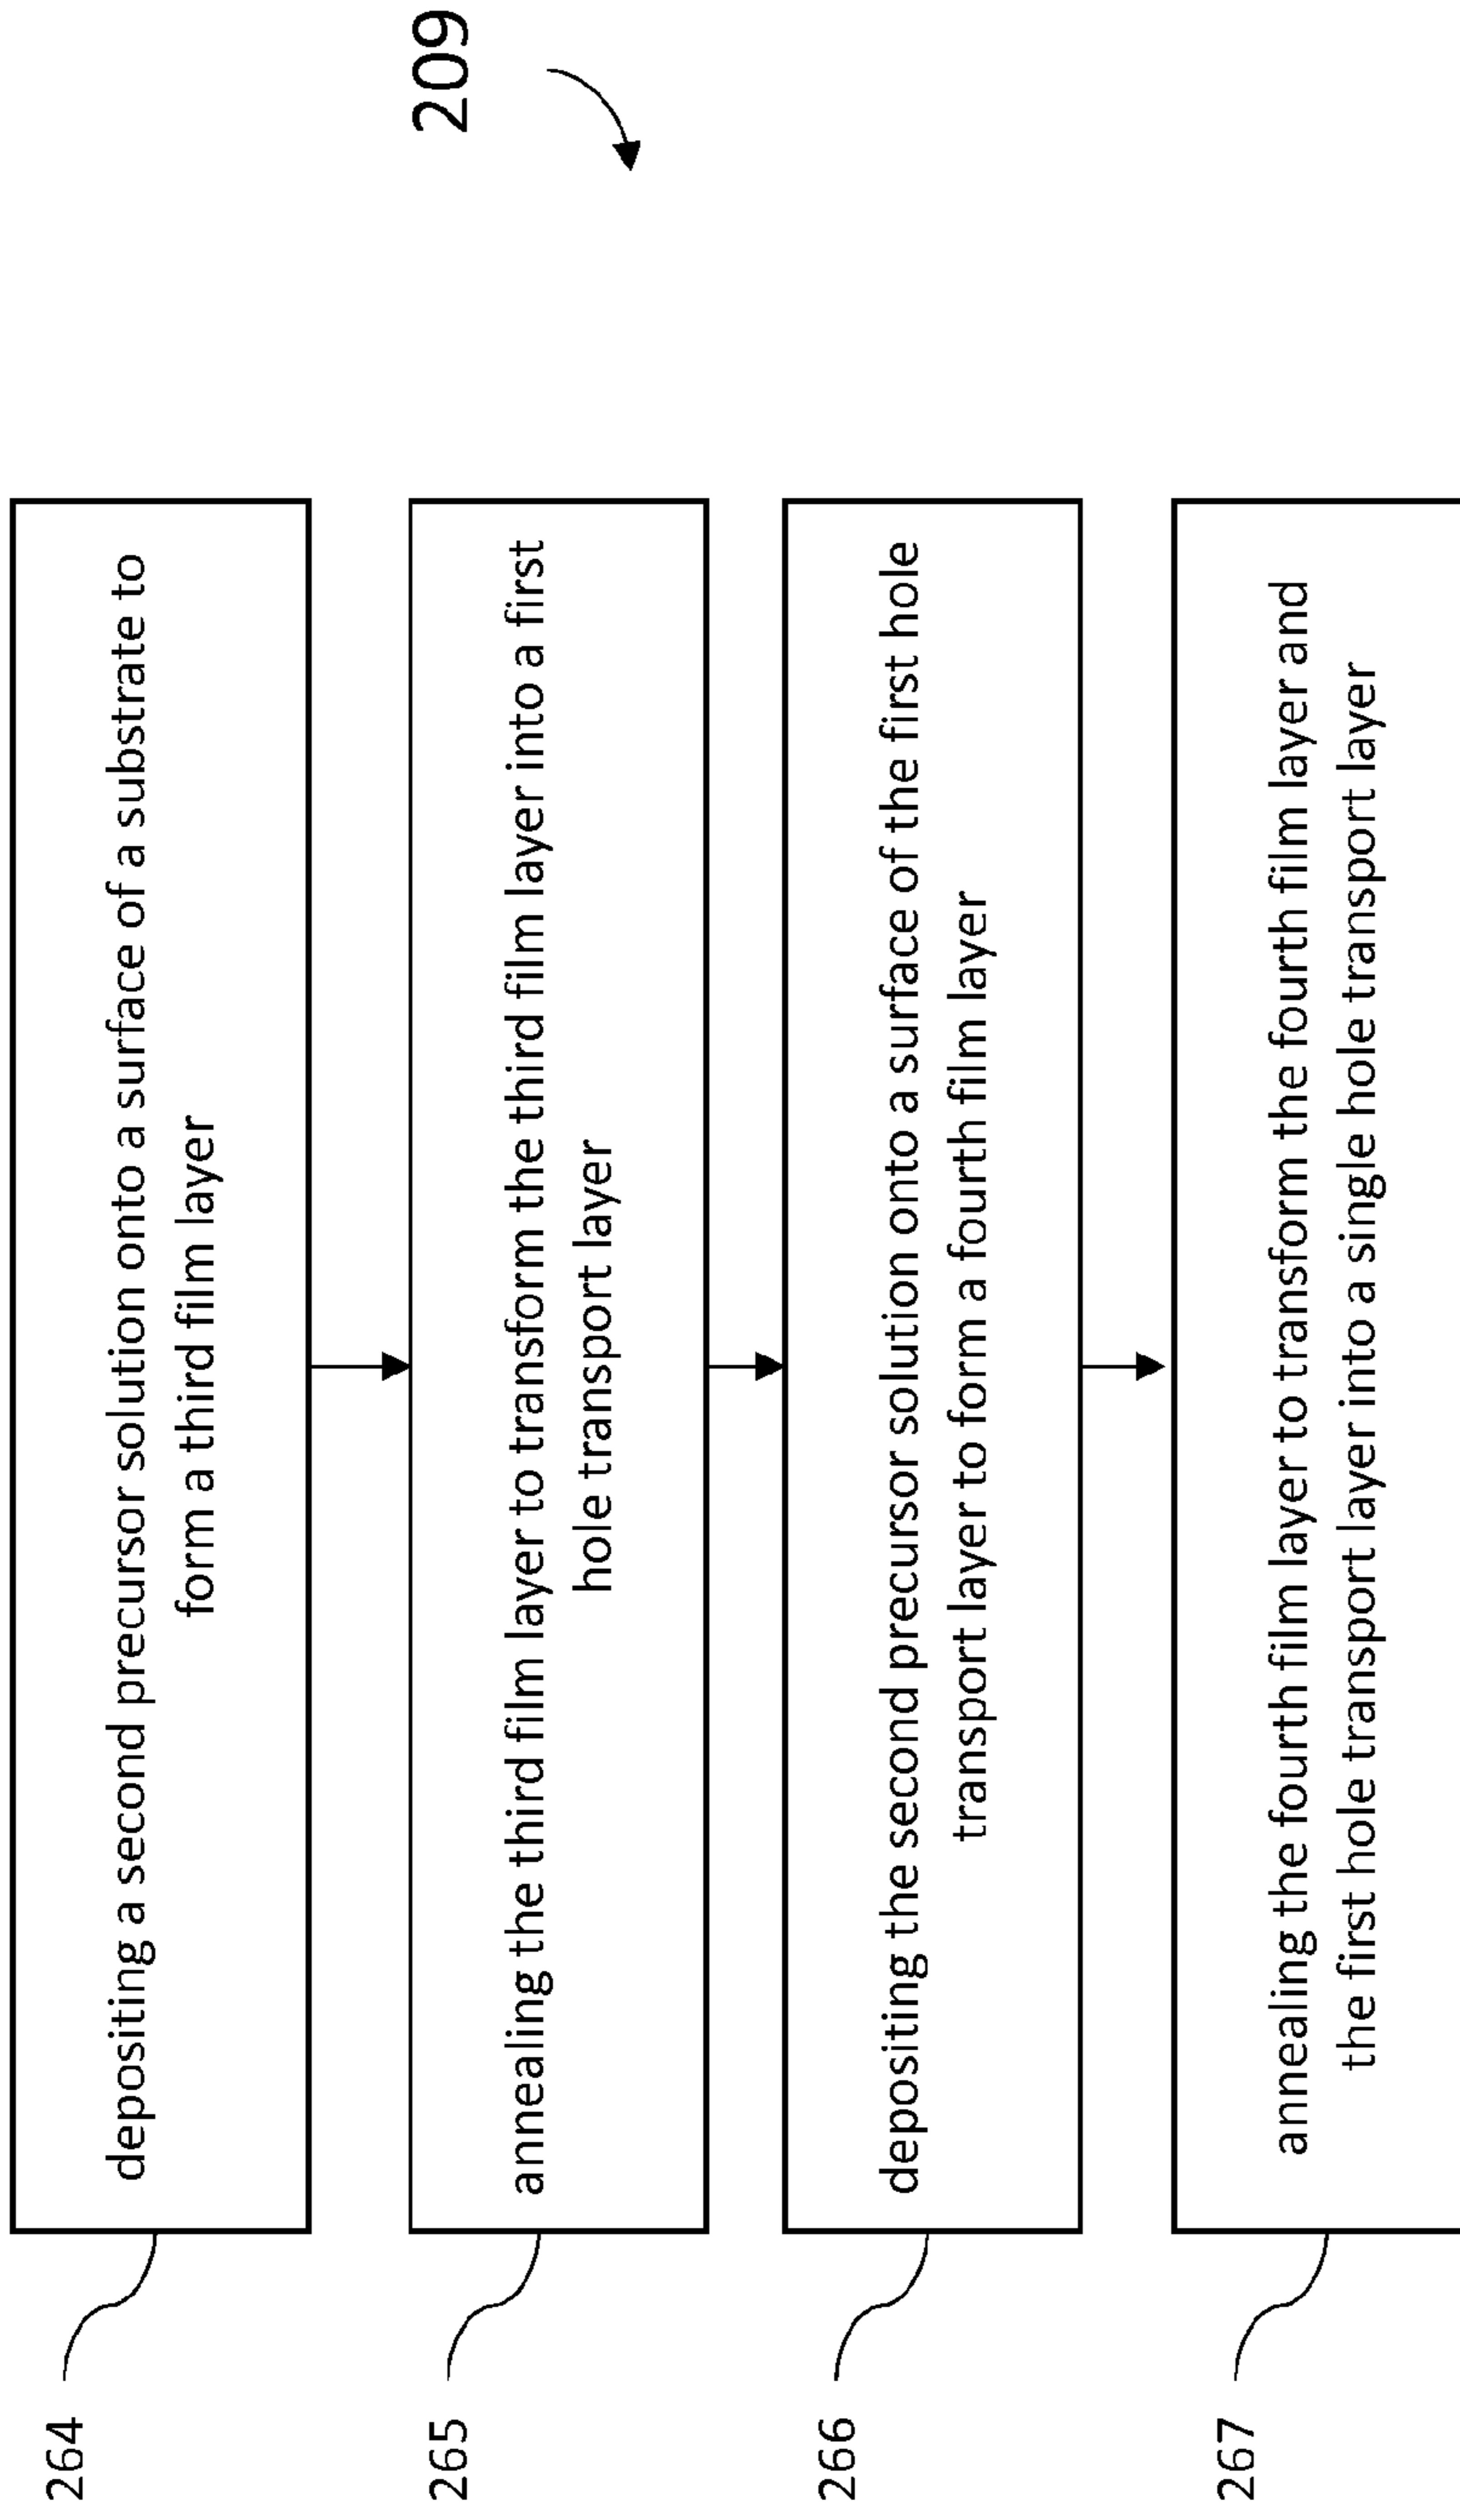 209
264
depositing a second precursor solution onto a surface of a substrate to
form a third film layer
265
annealing the third film layer to transform the third film layer into a first
hole transport layer
266
depositing the second precursor solution onto a surface of the first hole
transport layer to form a fourth film layer
267
annealing the fourth film layer to transform the fourth film layer and
the first hole transport layer into a single hole transport layer